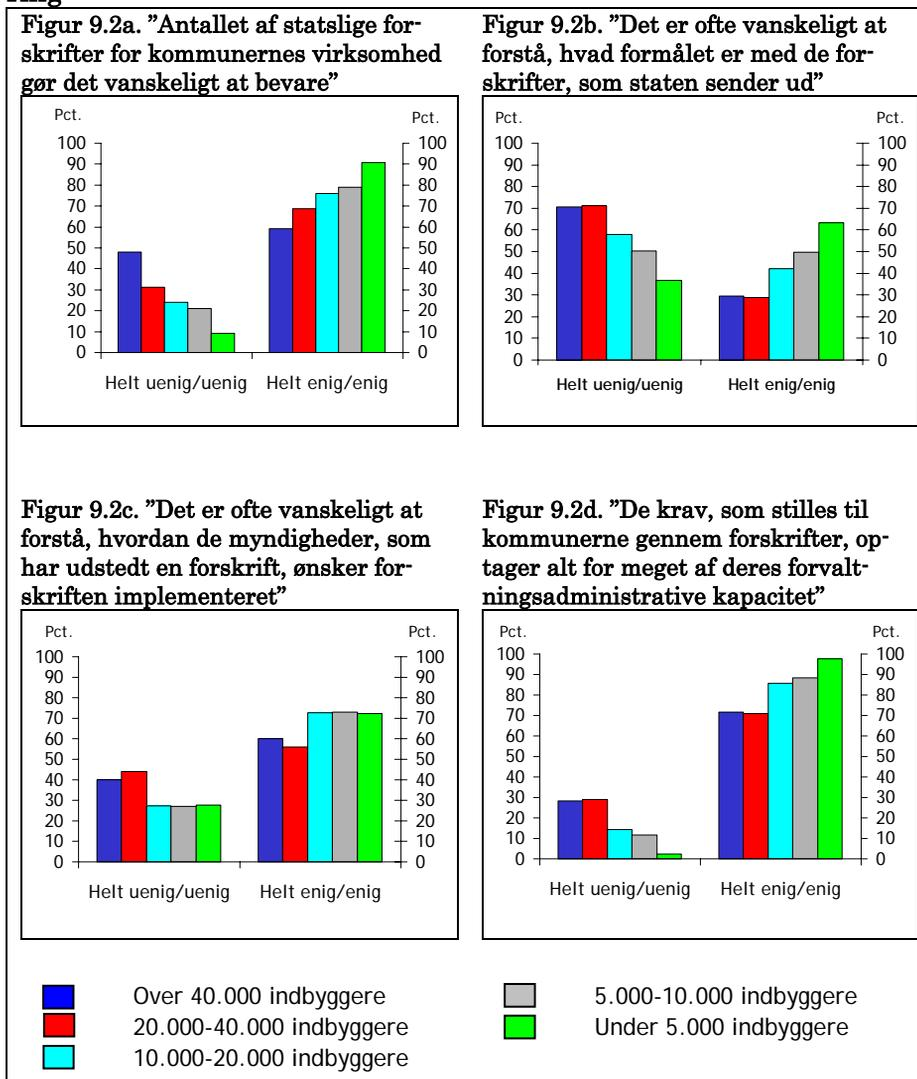 Figur 9.2a. ”Antallet af statslige for-
skrifter for kommunernes virksomhed
gør det vanskeligt at bevare”
Pct. Pct.
100 100
90 90
80 80
70 70
60 60
50 50
40 40
30 30
20 20
10 10
0 0
Helt uenig/uenig Helt enig/enig
Figur 9.2b. ”Det er ofte vanskeligt at
forstå, hvad formålet er med de for-
skrifter, som staten sender ud”
Pct. Pct.
100 100
90 90
80 80
70 70
60 60
50 50
40 40
30 30
20 20
10 10
0 0
Helt uenig/uenig Helt enig/enig
Figur 9.2c. ”Det er ofte vanskeligt at
forstå, hvordan de myndigheder, som
har udstedt en forskrift, ønsker for-
skriften implementeret”
Pct. Pct.
100 100
90 90
80 80
70 70
60 60
50 50
40 40
30 30
20 20
10 10
0 0
Helt uenig/uenig Helt enig/enig
Figur 9.2d. ”De krav, som stilles til
kommunerne gennem forskrifter, op-
tager alt for meget af deres forvalt-
ningsadministrative kapacitet”
Pct. Pct.
100 100
90 90
80 80
70 70
60 60
50 50
40 40
30 30
20 20
10 10
0 0
Helt uenig/uenig Helt enig/enig
Over 40.000 indbyggere
20.000-40.000 indbyggere
10.000-20.000 indbyggere
5.000-10.000 indbyggere
Under 5.000 indbyggere